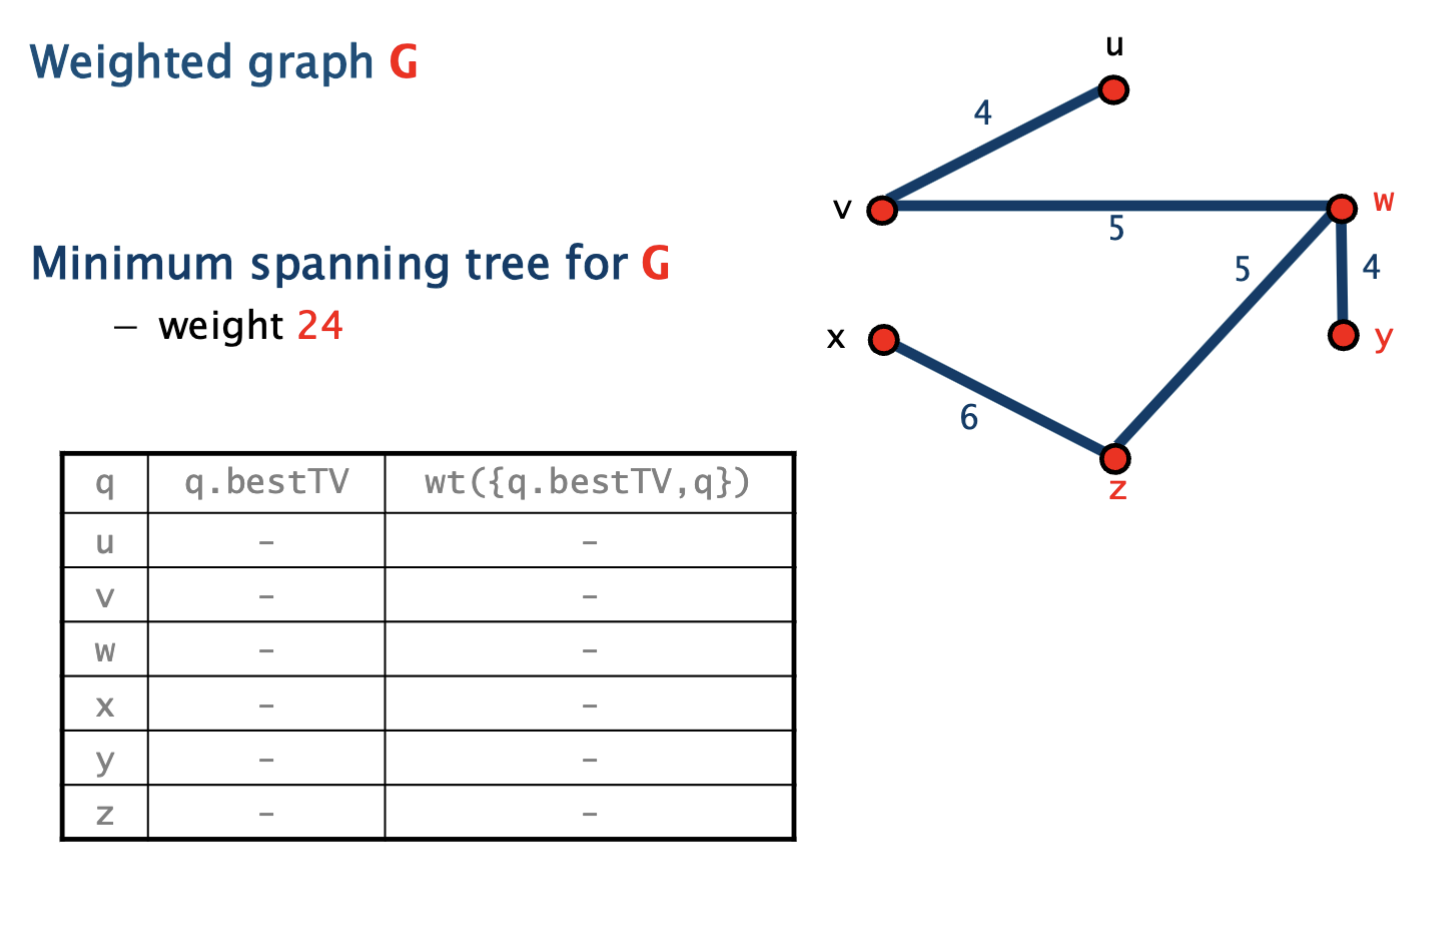 Weighted graph G
Minimum spanning tree for G
– weight 24
q q.bestTV wt({q.bestTV,q})
u - -
v - -
w - -
x - -
y - -
z - -
u
4
v
w
5
5
4
x
y
6
z